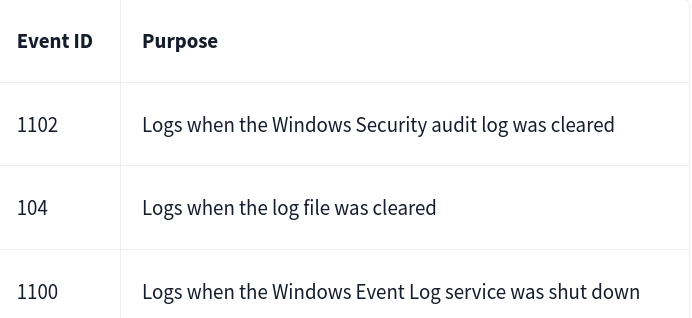 Event ID Purpose
1102 Logs when the Windows Security audit log was cleared
104 Logs when the log file was cleared
1100 Logs when the Windows Event Log service was shut down